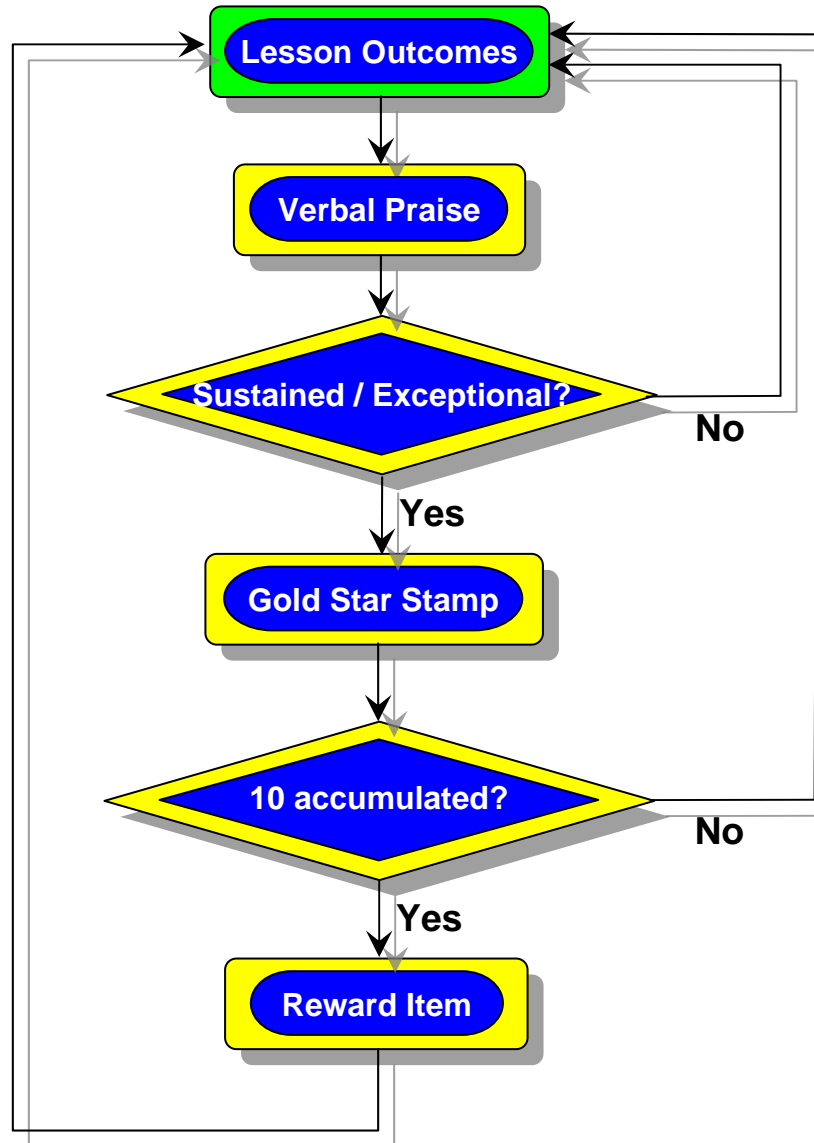 Lesson Outcomes
Verbal Praise
Sustained / Exceptional?
No
Yes
Gold Star Stamp
10 accumulated?
No
Yes
Reward Item